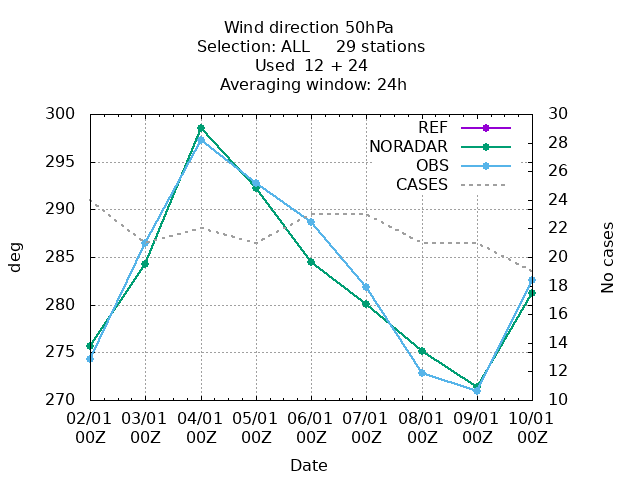 Wind direction 50hPa
Selection: ALL     29 stations
Used  12 + 24
Averaging window: 24h
300 30
REF 28
NORADAR
295 OBS 26
CASES
290 24
22
285 20
280 18
16
275 14
12
270 10
deg
No cases
02/01 03/01 04/01 05/01 06/01 07/01 08/01 09/01 10/01
00Z 00Z 00Z 00Z 00Z 00Z 00Z 00Z 00Z
Date